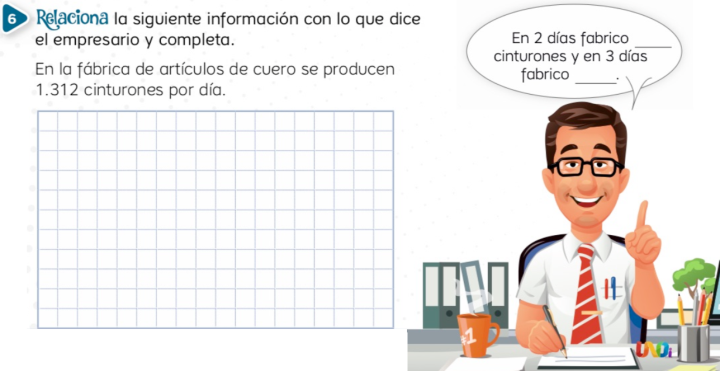 6 Relaciona la siguiente información con lo que dice
el empresario y completa.
En la fábrica de artículos de cuero se producen
1.312 cinturones por día.
En 2 días fabrico ______
cinturones y en 3 días
fabrico ______.